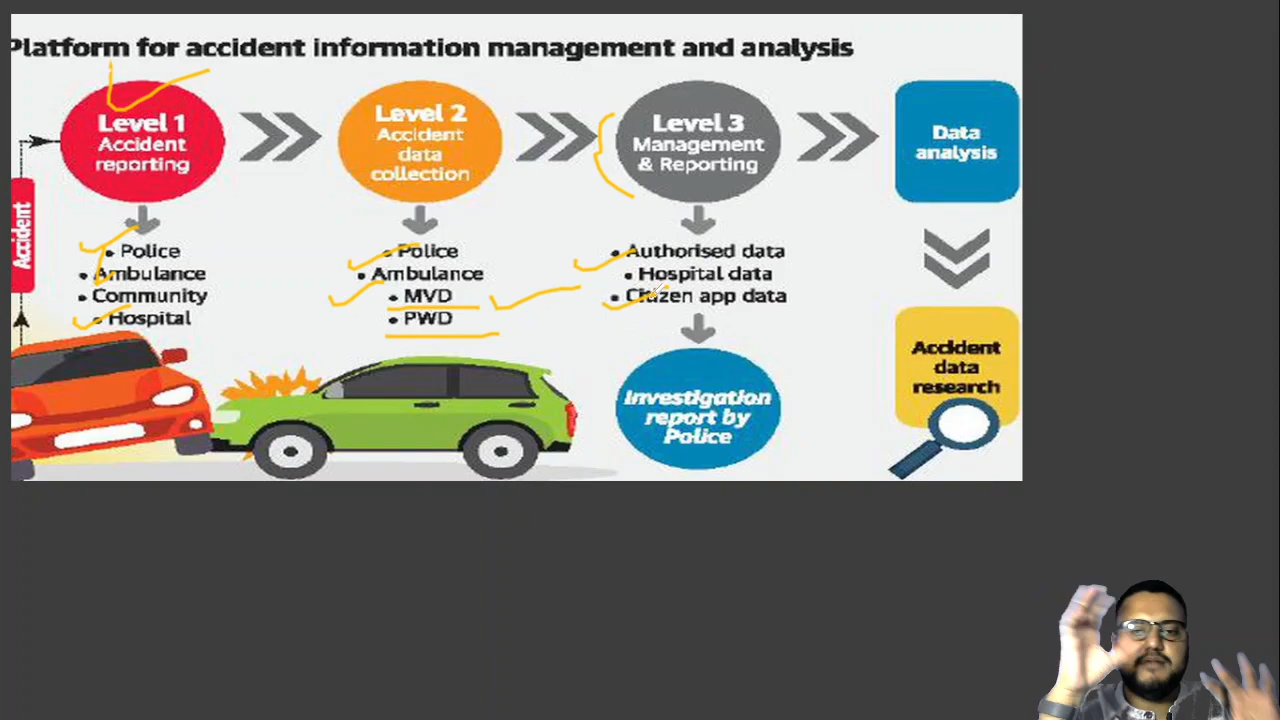 Platform for accident information management and analysis
Level 1
Accident
reporting
Level 2
Accident
data
collection
Level 3
Management
& Reporting
Data
analysis
Accident
• Police
• Ambulance
• Community
• Hospital
• Police
• Ambulance
• MVD
• PWD
• Authorised data
• Hospital data
• Citizen app data
Investigation
report by
Police
Accident
data
research